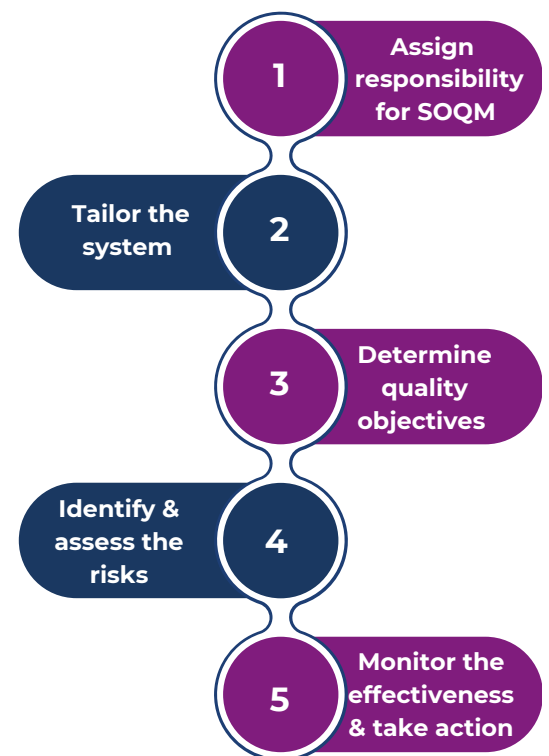 1
Assign
responsibility
for SOQM
2
Tailor the
system
3
Determine
quality
objectives
4
Identify &
assess the
risks
5
Monitor the
effectiveness
& take action